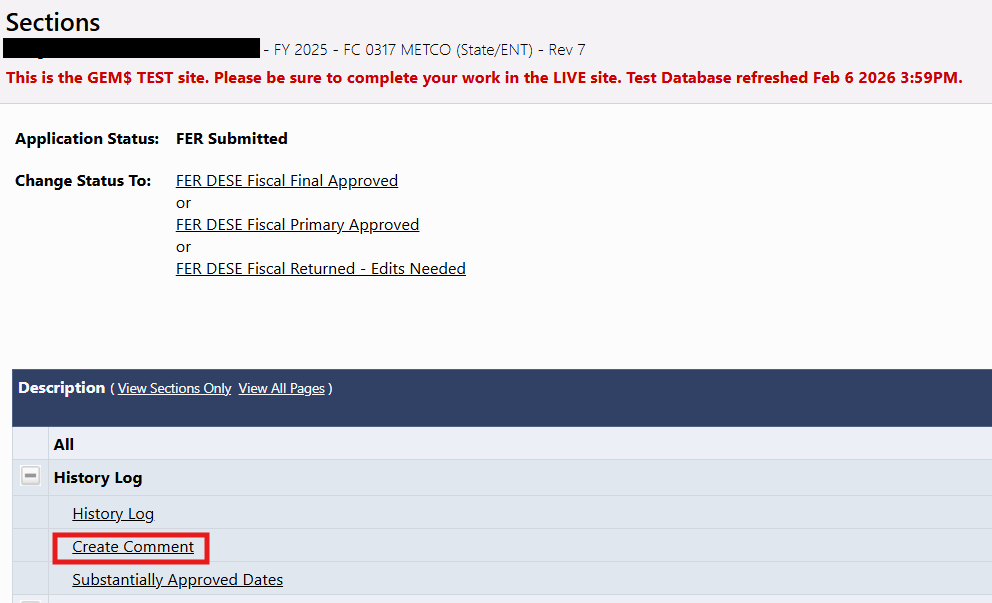 Sections
- FY 2025 - FC 0317 METCO (State/ENT) - Rev 7
This is the GEM$ TEST site. Please be sure to complete your work in the LIVE site. Test Database refreshed Feb 6 2026 3:59PM.
Application Status: FER Submitted
Change Status To: FER DESE Fiscal Final Approved
or
FER DESE Fiscal Primary Approved
or
FER DESE Fiscal Returned - Edits Needed
Description ( View Sections Only View All Pages )
All
History Log
History Log
Create Comment
Substantially Approved Dates